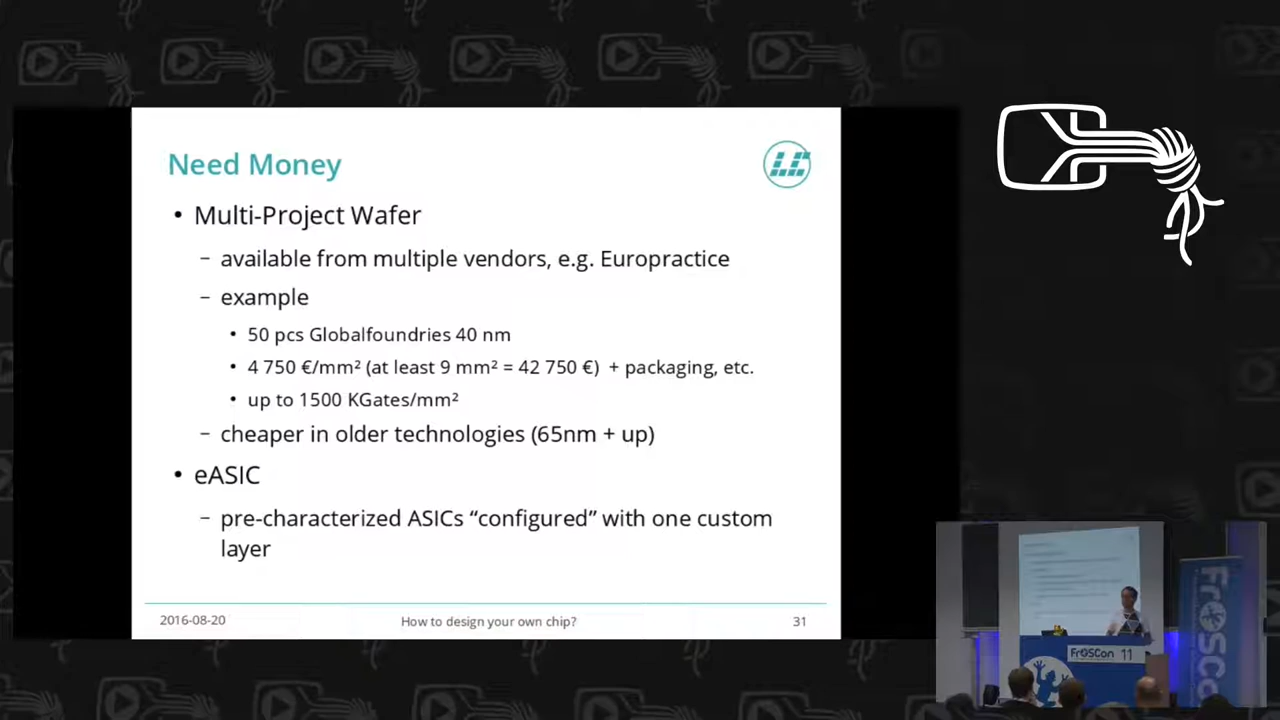 Need Money
LC
• Multi-Project Wafer
– available from multiple vendors, e.g. Europractice
– example
• 50 pcs Globalfoundries 40 nm
• 4 750 €/mm² (at least 9 mm² = 42 750 €) + packaging, etc.
• up to 1500 KGates/mm²
– cheaper in older technologies (65nm + up)
• eASIC
– pre-characterized ASICs “configured” with one custom
layer
2016-08-20
How to design your own chip?
31
FrOSCon 11
FrOSCo